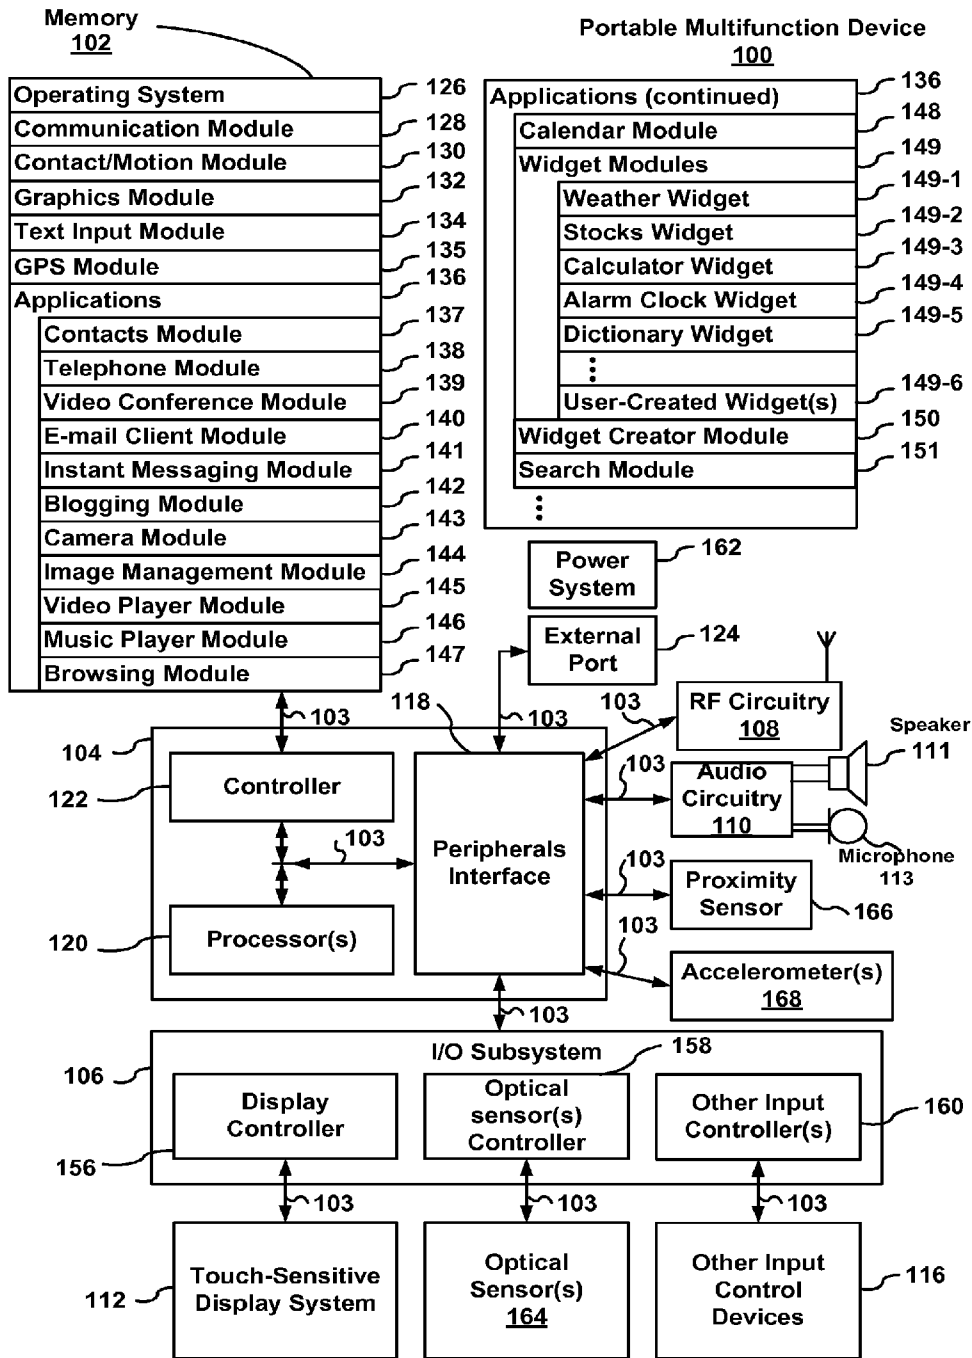 Memory
102
Operating System 126
Communication Module 128
Contact/Motion Module 130
Graphics Module 132
Text Input Module 134
GPS Module 135
Applications 136
Contacts Module 137
Telephone Module 138
Video Conference Module 139
E-mail Client Module 140
Instant Messaging Module 141
Blogging Module 142
Camera Module 143
Image Management Module 144
Video Player Module 145
Music Player Module 146
Browsing Module 147
Portable Multifunction Device
100
Applications (continued) 136
Calendar Module 148
Widget Modules 149
Weather Widget 149-1
Stocks Widget 149-2
Calculator Widget 149-3
Alarm Clock Widget 149-4
Dictionary Widget 149-5
User-Created Widget(s) 149-6
Widget Creator Module 150
Search Module 151
Power
System
162
External
Port
124
103
118
103
103
RF Circuitry
108
Speaker
111
104
Controller
122
103
Audio
Circuitry
110
103
Peripherals
Interface
Microphone
113
103
Proximity
Sensor
166
Processor(s)
120
103
Accelerometer(s)
168
103
I/O Subsystem
106
158
Display
Controller
156
Optical
sensor(s)
Controller
Other Input
Controller(s)
160
103
103
103
Touch-Sensitive
Display System
112
Optical
Sensor(s)
164
Other Input
Control
Devices
116